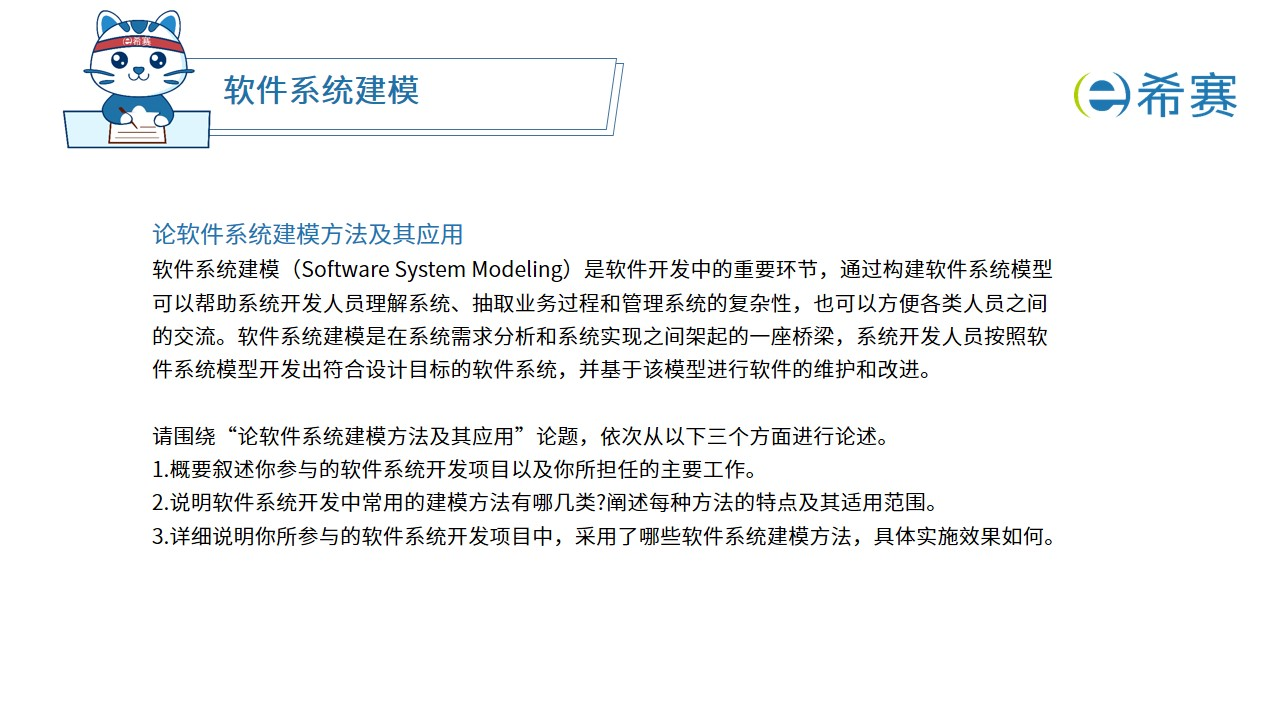 希赛
软件系统建模
希赛
论软件系统建模方法及其应用
软件系统建模（Software System Modeling）是软件开发中的重要环节，通过构建软件系统模型
可以帮助系统开发人员理解系统、抽取业务过程和管理系统的复杂性，也可以方便各类人员之间
的交流。软件系统建模是在系统需求分析和系统实现之间架起的一座桥梁，系统开发人员按照软
件系统模型开发出符合设计目标的软件系统，并基于该模型进行软件的维护和改进。
请围绕“论软件系统建模方法及其应用”论题，依次从以下三个方面进行论述。
1.概要叙述你参与的软件系统开发项目以及你所担任的主要工作。
2.说明软件系统开发中常用的建模方法有哪几类?阐述每种方法的特点及其适用范围。
3.详细说明你所参与的软件系统开发项目中，采用了哪些软件系统建模方法，具体实施效果如何。